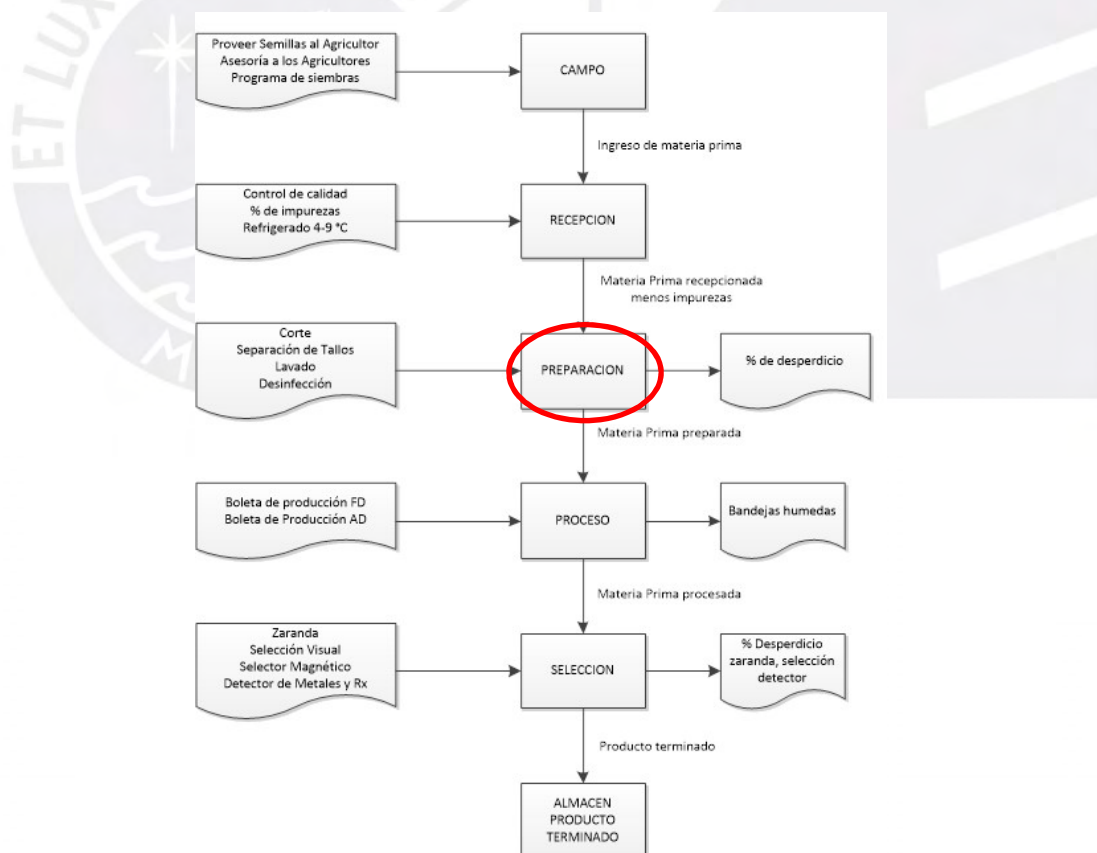 ET LUX
Proveer Semillas al Agricultor
Asesoría a los Agricultores
Programa de siembras
CAMPO
Ingreso de materia prima
Control de calidad
% de impurezas
Refrigerado 4-9 °C
RECEPCION
Materia Prima recepcionada
menos impurezas
Corte
Separación de Tallos
Lavado
Desinfección
PREPARACION
% de desperdicio
Materia Prima preparada
Boleta de producción FD
Boleta de Producción AD
PROCESO
Bandejas humedas
Materia Prima procesada
Zaranda
Selección Visual
Selector Magnético
Detector de Metales y Rx
SELECCION
% Desperdicio
zaranda, selección
detector
Producto terminado
ALMACEN
PRODUCTO
TERMINADO